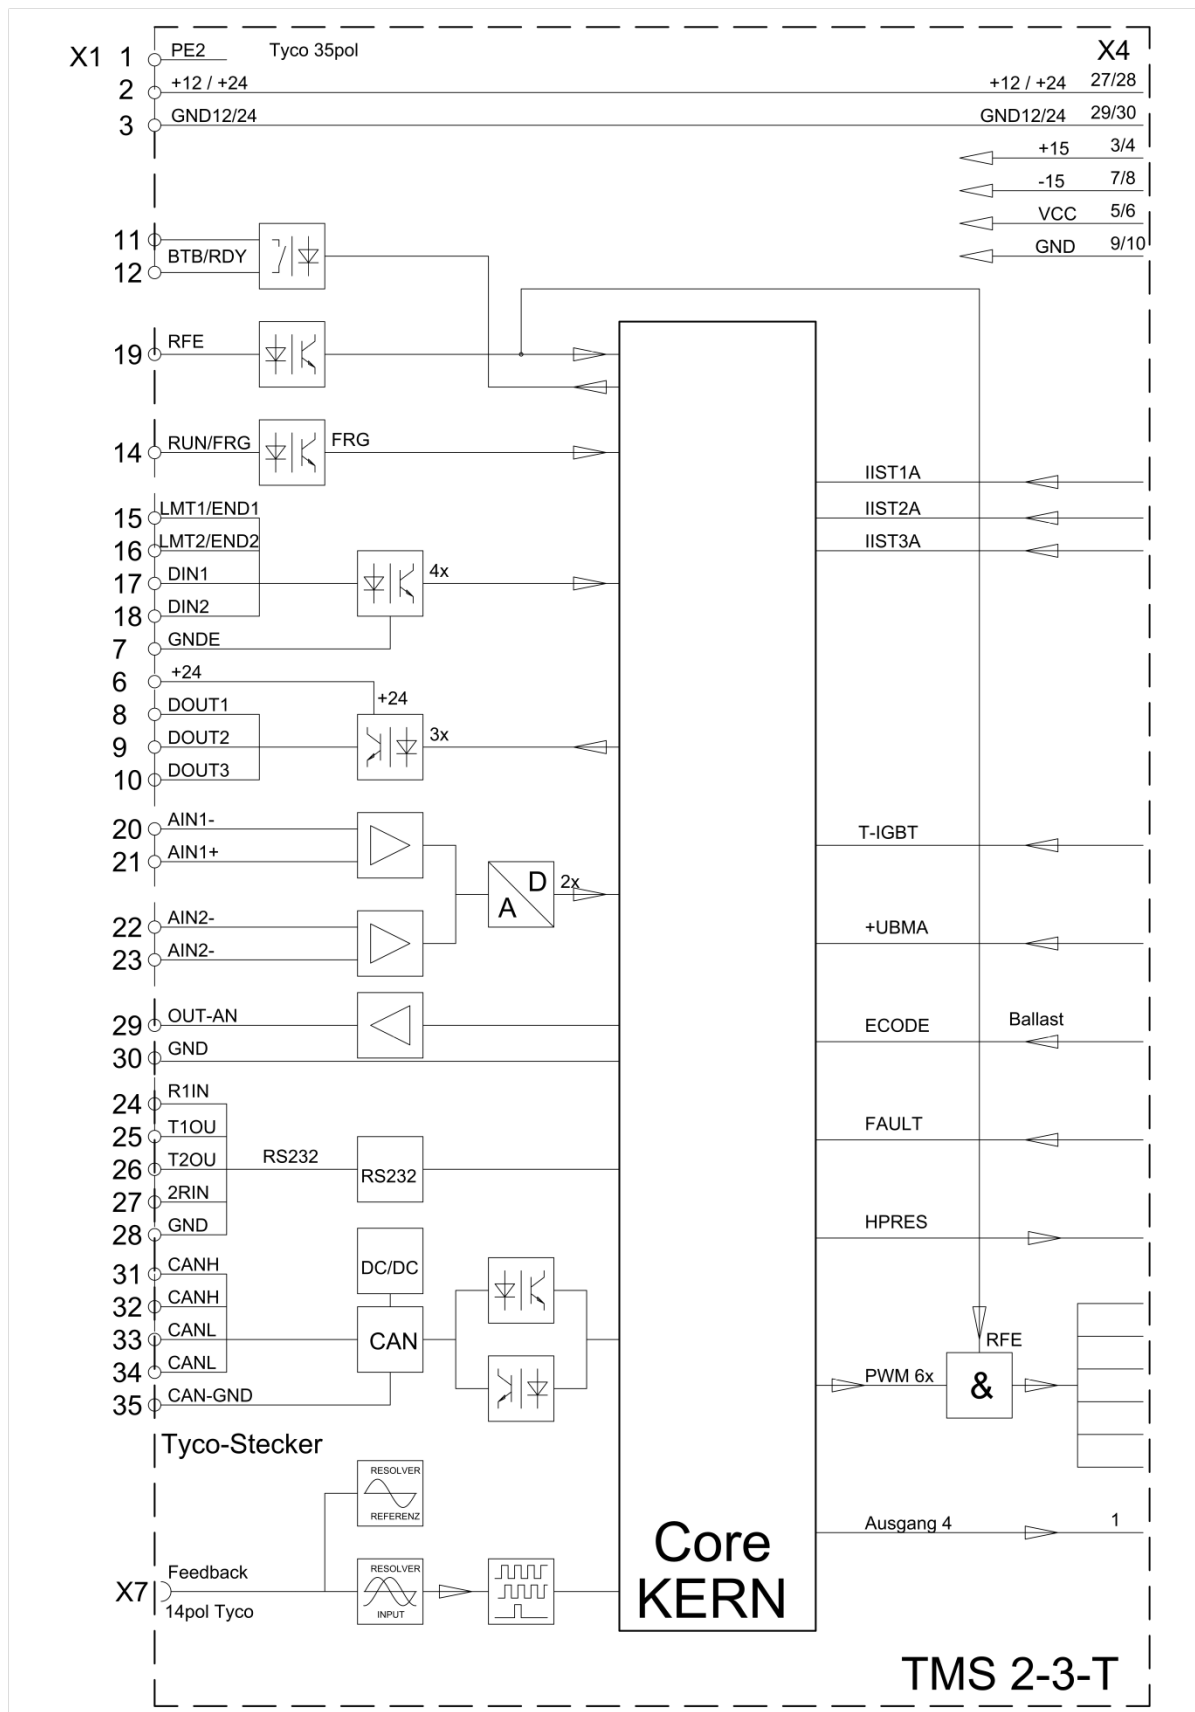 X1 1 PE2 Tyco 35pol X4
2 +12 / +24 +12 / +24 27/28
3 GND12/24 GND12/24 29/30
+15 3/4
-15 7/8
VCC 5/6
GND 9/10
11
12 BTB/RDY
19 RFE
14 RUN/FRG FRG
IIST1A
15 LMT1/END1
IIST2A
16 LMT2/END2
IIST3A
17 DIN1 4x
18 DIN2
7 GNDE
6 +24
+24
8 DOUT1
9 DOUT2 3x
10 DOUT3
20 AIN1-
T-IGBT
21 AIN1+
A D 2x
22 AIN2-
+UBMA
23 AIN2-
29 OUT-AN
ECODE Ballast
30 GND
24 R1IN
25 T1OU
FAULT
26 T2OU RS232 RS232
27 2RIN
28 GND
HPRES
31 CANH DC/DC
32 CANH
33 CANL CAN
RFE
34 CANL
PWM 6x &
35 CAN-GND
Tyco-Stecker
RESOLVER
REFERENZ
Ausgang 4 1
Core
KERN
X7 Feedback
14pol Tyco
RESOLVER
INPUT
TMS 2-3-T